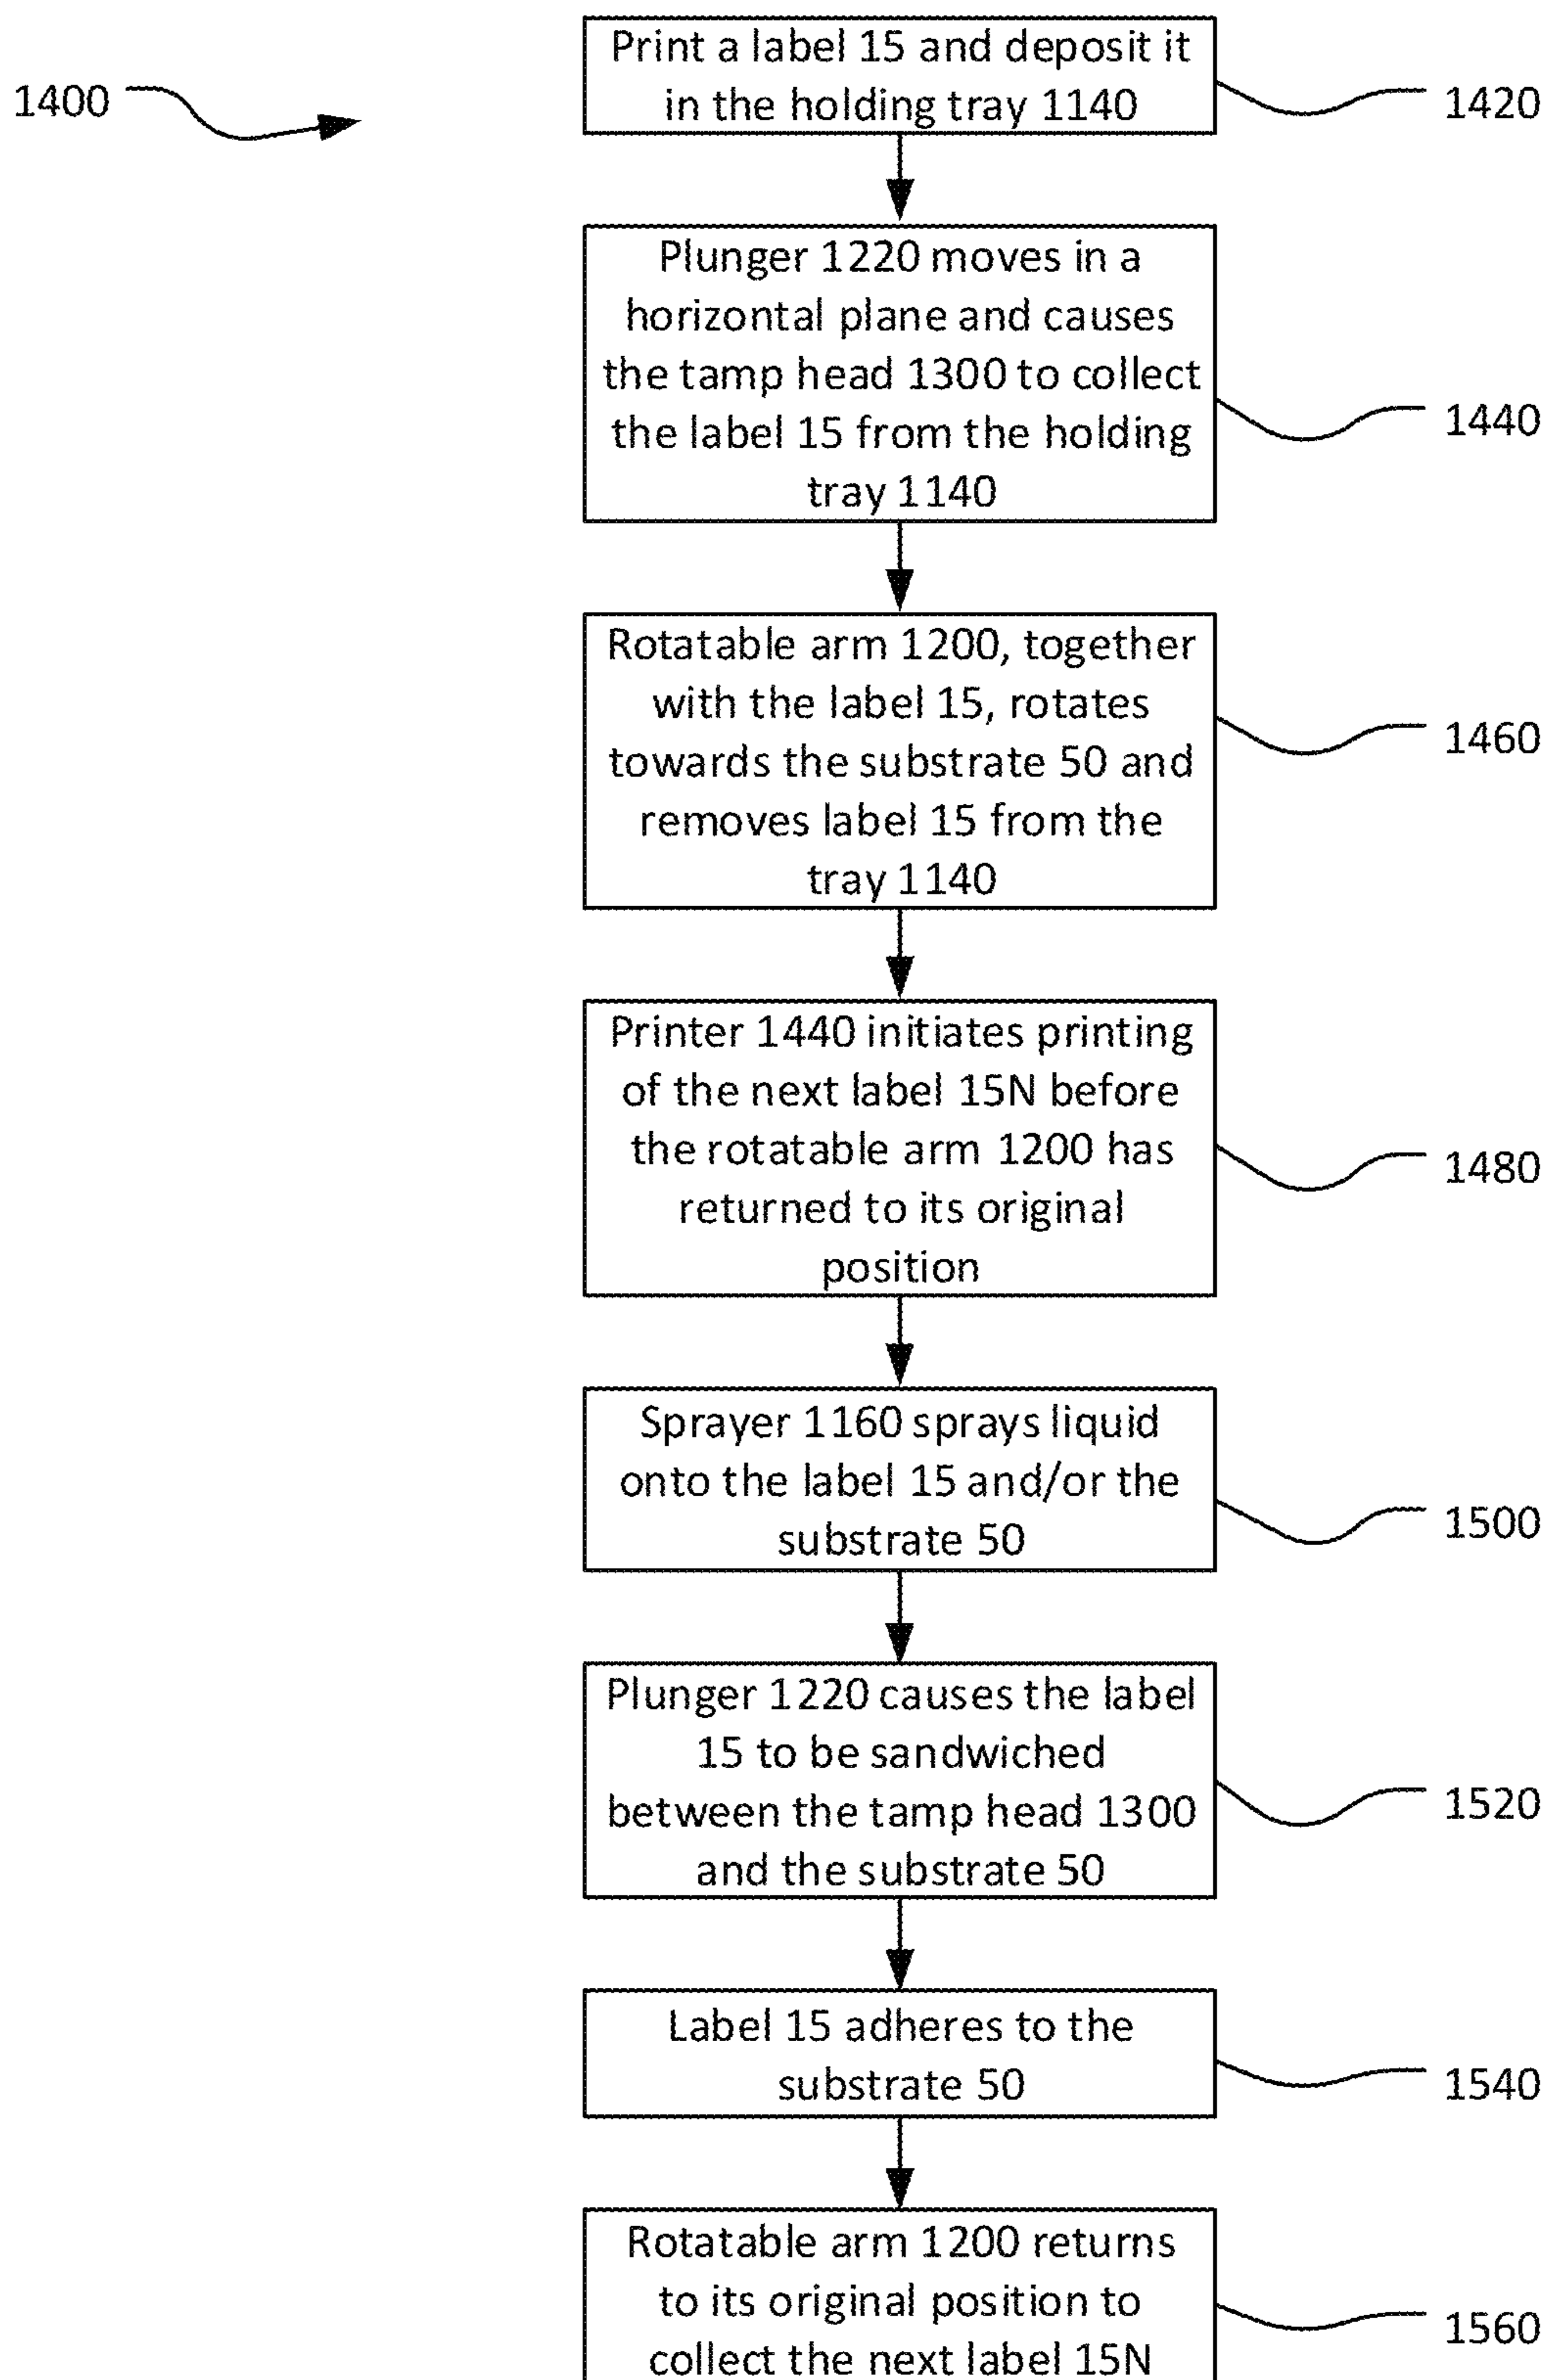 1400
Print a label 15 and deposit it
in the holding tray 1140
1420
Plunger 1220 moves in a
horizontal plane and causes
the tamp head 1300 to collect
the label 15 from the holding
tray 1140
1440
Rotatable arm 1200, together
with the label 15, rotates
towards the substrate 50 and
removes label 15 from the
tray 1140
1460
Printer 1440 initiates printing
of the next label 15N before
the rotatable arm 1200 has
returned to its original
position
1480
Sprayer 1160 sprays liquid
onto the label 15 and/or the
substrate 50
1500
Plunger 1220 causes the label
15 to be sandwiched
between the tamp head 1300
and the substrate 50
1520
Label 15 adheres to the
substrate 50
1540
Rotatable arm 1200 returns
to its original position to
collect the next label 15N
1560